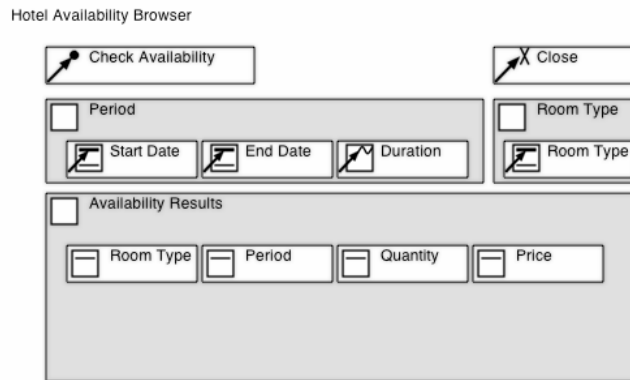 Hotel Availability Browser
Check Availability
Close
Period
Room Type
Start Date
End Date
Duration
Room Type
Availability Results
Room Type
Period
Quantity
Price